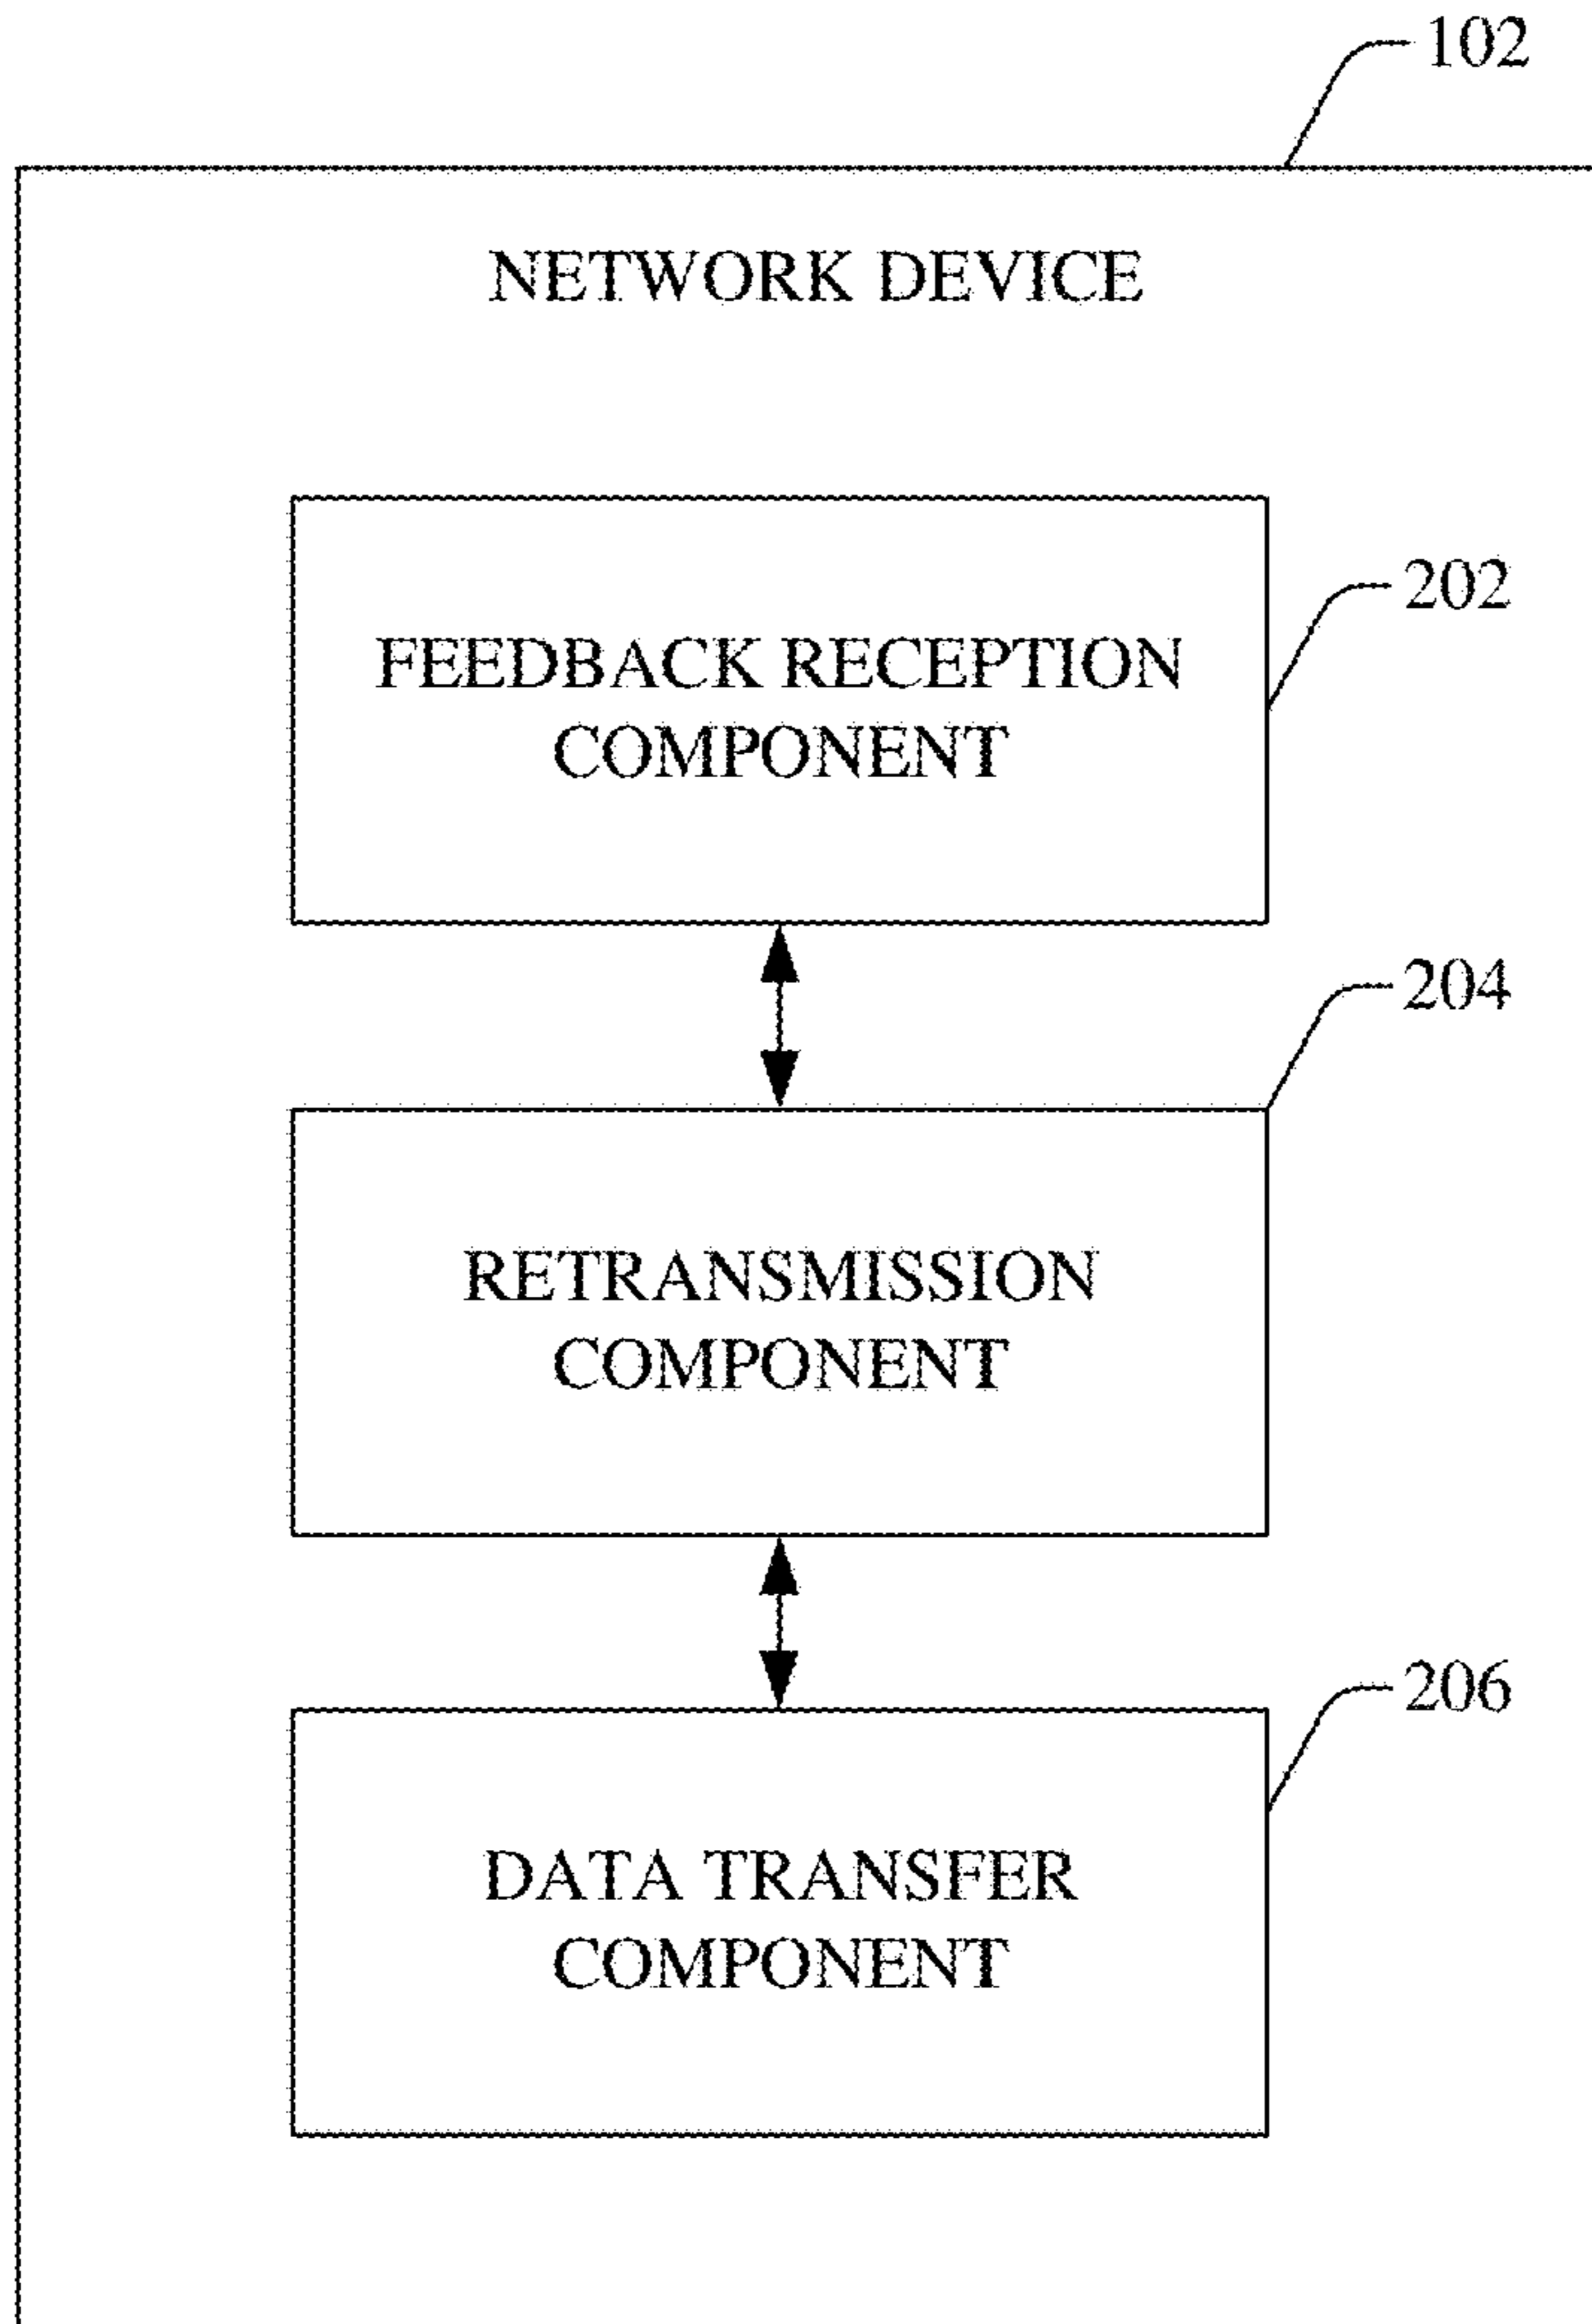 102
NETWORK DEVICE
202
FEEDBACK RECEPTION
COMPONENT
204
RETRANSMISSION
COMPONENT
206
DATA TRANSFER
COMPONENT